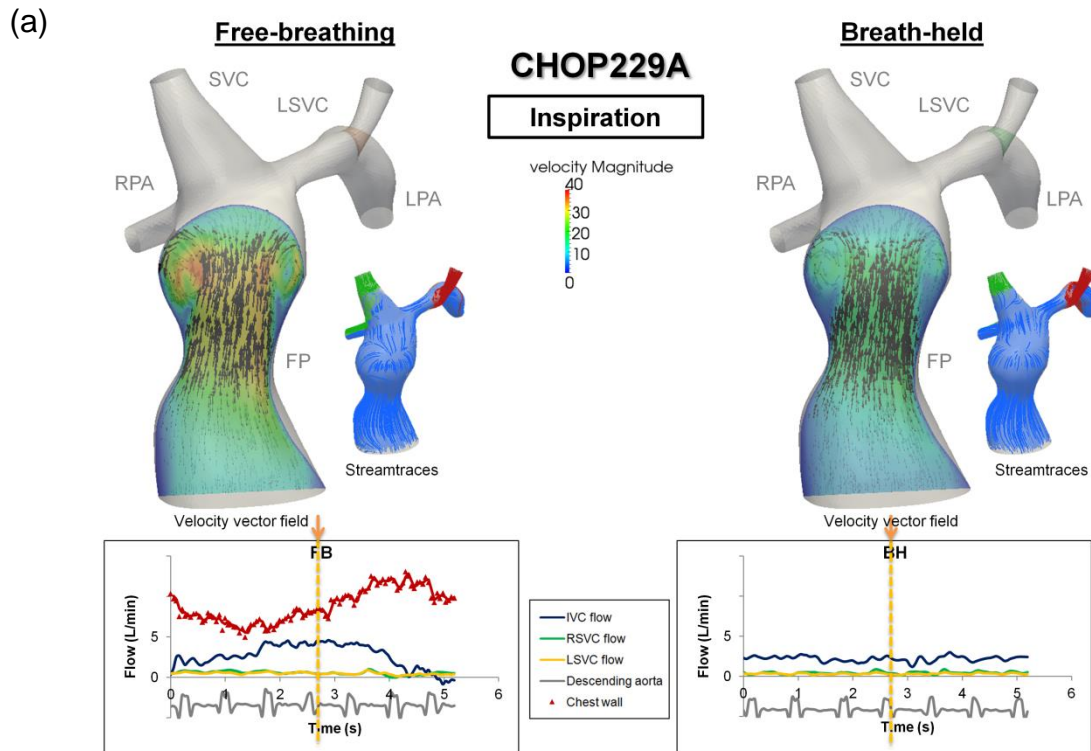 (a)
Free-breathing
Breath-held
CHOP229A
Inspiration
SVC
LSVC
RPA
LPA
FP
velocity Magnitude
40
30
20
10
0
Streamtraces
Velocity vector field
SVC
LSVC
RPA
LPA
FP
Streamtraces
Velocity vector field
FB
Flow (L/min)
5
0
0 1 2 3 4 5 6
Time (s)
IVC flow
RSVC flow
LSVC flow
Descending aorta
Chest wall
BH
Flow (L/min)
5
0
0 1 2 3 4 5 6
Time (s)